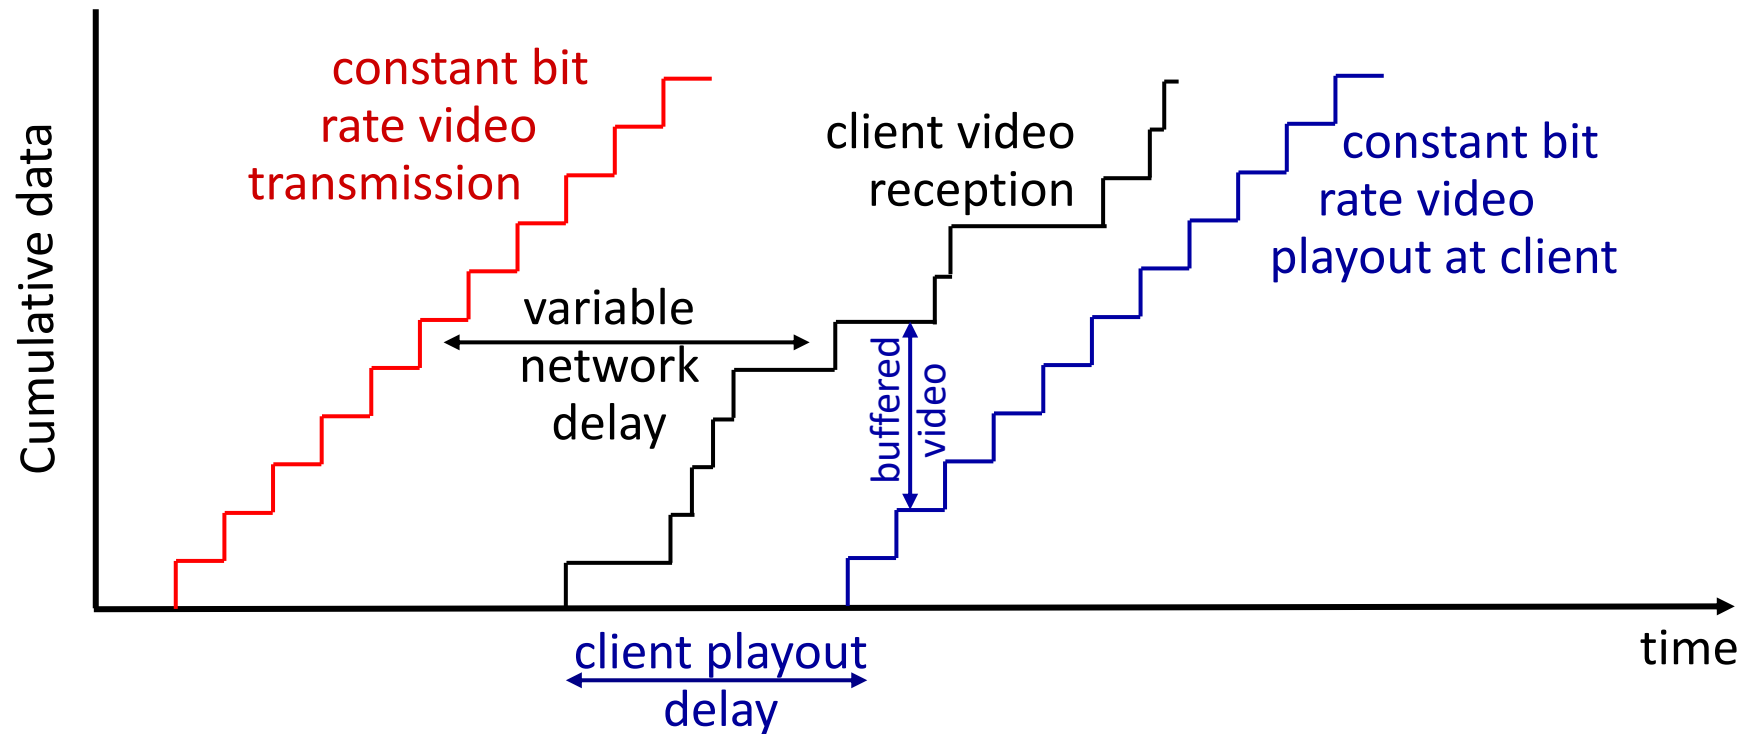 constant bit
rate video
transmission
client video
reception
constant bit
rate video
playout at client
Cumulative data
variable
network
delay
buffered
video
client playout
delay
time